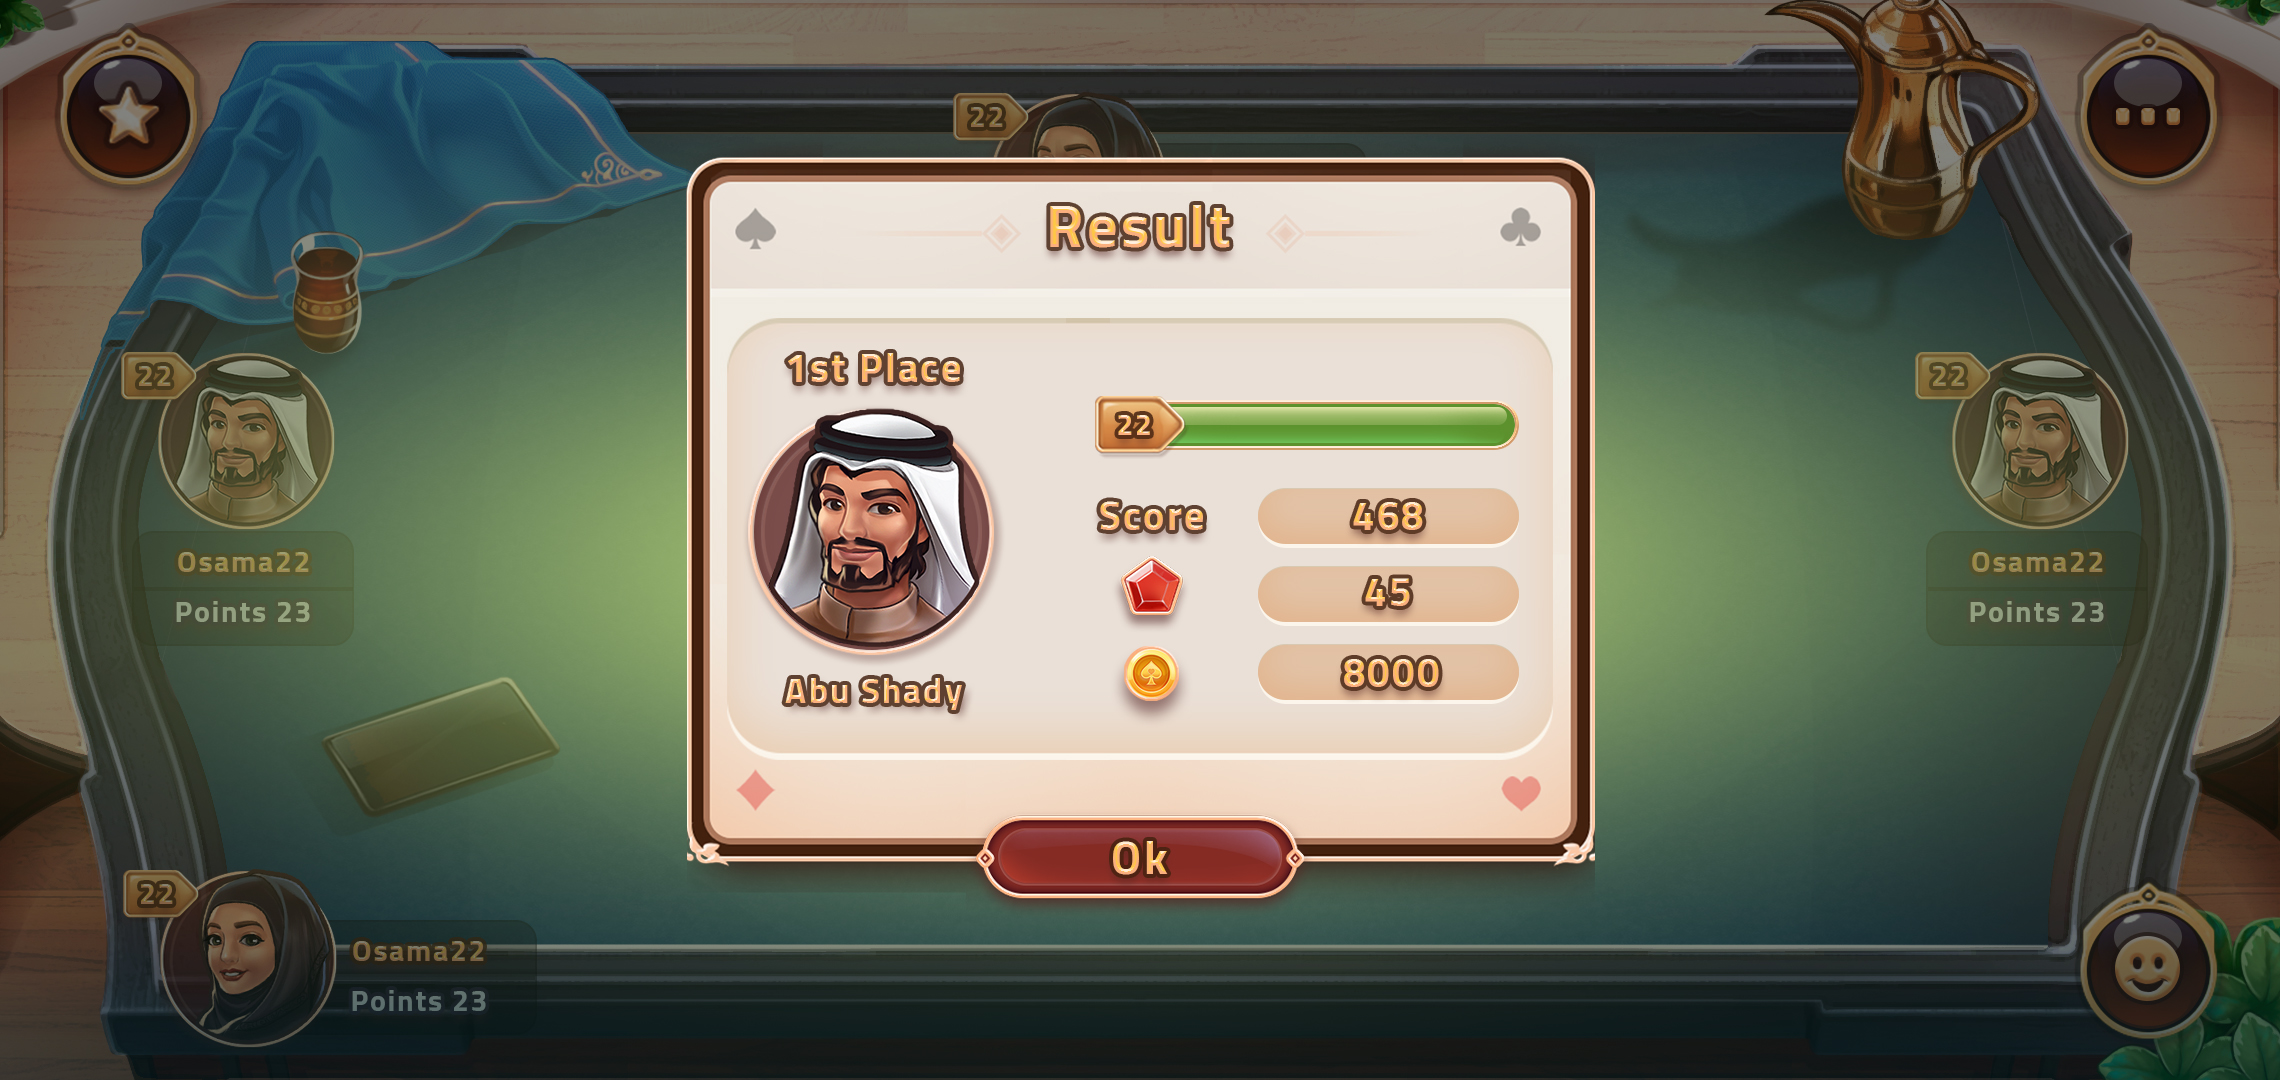 22
Result
1st Place
22
Abu Shady
Score
468
45
8000
Ok
22
Osama22
Points 23
22
Osama22
Points 23
22
Osama22
Points 23